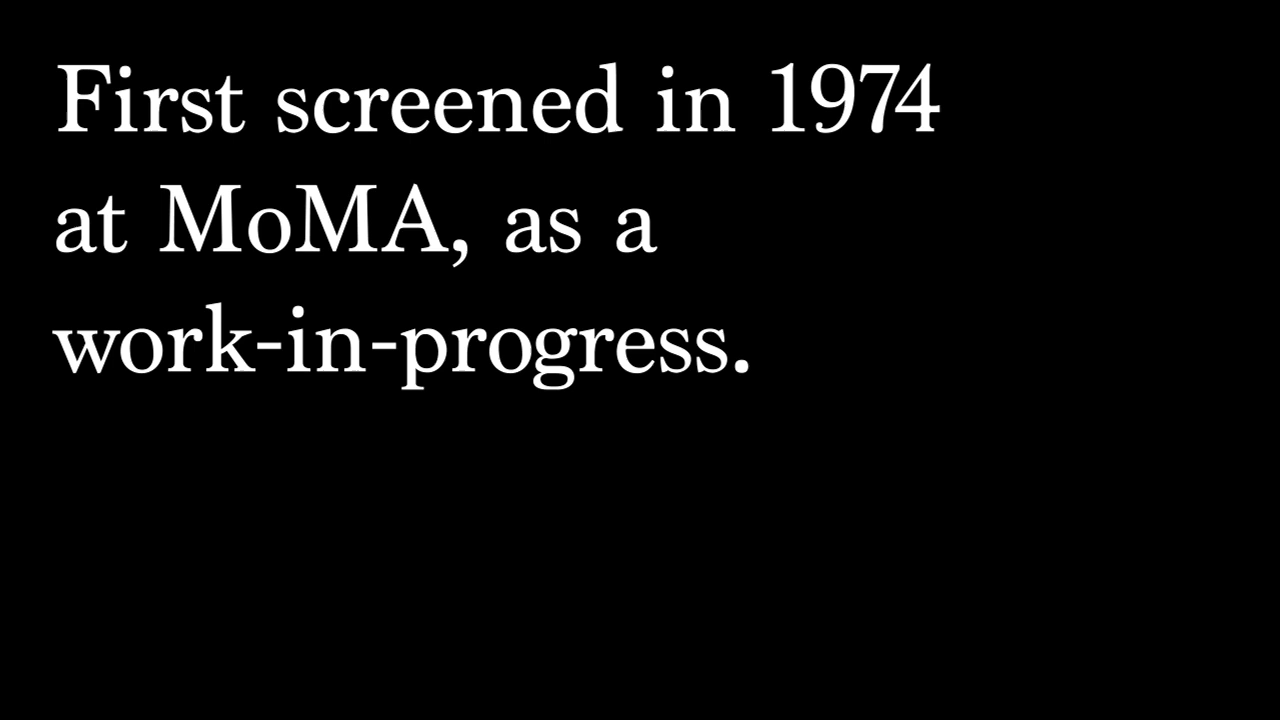 First screened in 1974
at MoMA, as a
work-in-progress.